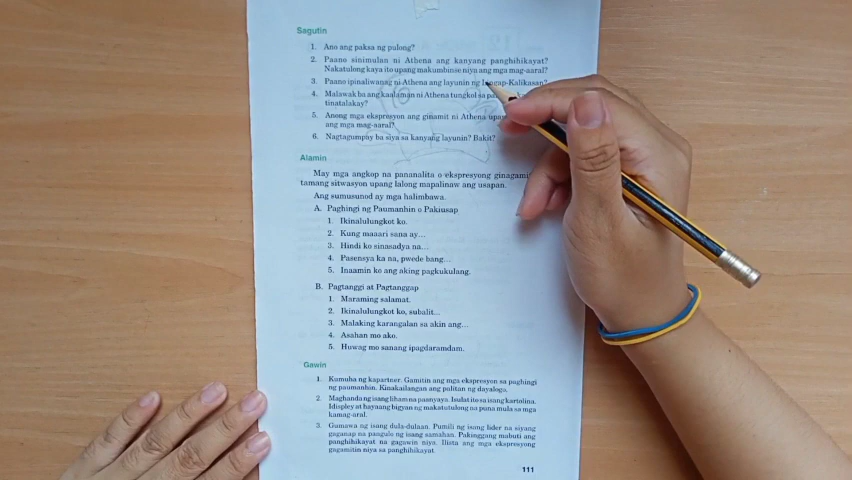 Sagutin
1. Ano ang paksa ng pulong?
2. Paano sinimulan ni Athena ang kanyang panghihikayat?
Nakatulong kaya ito upang makumbinse niya ang mga mag-aaral?
3. Paano ipinaliwanag ni Athena ang layunin ng Lingap-Kalikasan?
4. Malawak ba ang kaalaman ni Athena tungkol sa
tinatalakay?
5. Anong mga ekspresyon ang ginamit ni Athena
ang mga mag-aaral?
6. Nagtagumpay ba siya sa kanyang layunin? Bakit?
Alamin
May mga angkop na pananalita o ekspresyong
tamang sitwasyon upang lalong mapalinaw ang usapan.
Ang sumusunod ay mga halimbawa.
A. Paghingi ng Paumanhin o Pakiusap
1. Ikinalulungkot ko.
2. Kung maaari sana ay...
3. Hindi ko sinasadya na...
4. Pasensya ka na, pwede bang...
5. Inaamin ko ang aking pagkukulang.
B. Pagtanggi at Pagtanggap
1. Maraming salamat.
2. Ikinalulungkot ko, subalit...
3. Malaking karangalan sa akin ang...
4. Asahan mo ako.
5. Huwag mo sanang ipagdaramdam.
Gawin
1. Kumuha ng kapartner. Gamitin ang mga ekspresyon sa paghingi
ng paumanhin. Kinakailangan ang palitan ng dayalogo.
2. Maghanda ng isang liham na paanyaya. Isulat ito sa isang kartolina.
Idispley at hayaang bigyan ng makatutulong na puna mula sa mga
kamag-aral.
3. Gumawa ng isang dula-dulaan. Pumili ng isang lider na siyang
gaganap na pangulo ng isang samahan. Pakinggang mabuti ang
panghihikayat na gagawin niya. Ilista ang mga ekspresyong
gagamitin niya sa panghihikayat.
111